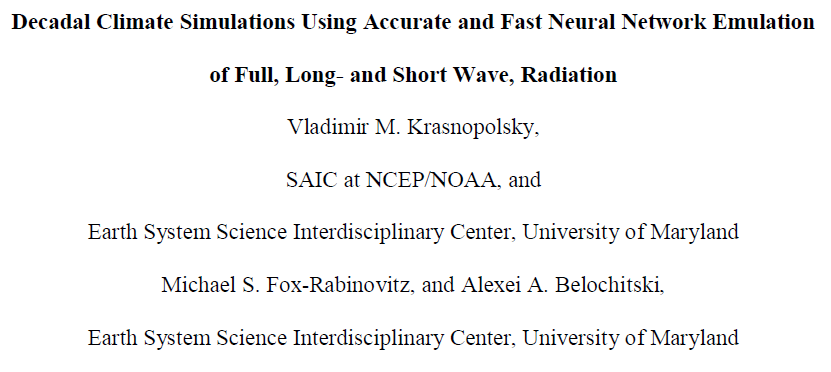 Decadal Climate Simulations Using Accurate and Fast Neural Network Emulation
of Full, Long- and Short Wave, Radiation
Vladimir M. Krasnopolsky,
SAIC at NCEP/NOAA, and
Earth System Science Interdisciplinary Center, University of Maryland
Michael S. Fox-Rabinovitz, and Alexei A. Belochitski,
Earth System Science Interdisciplinary Center, University of Maryland